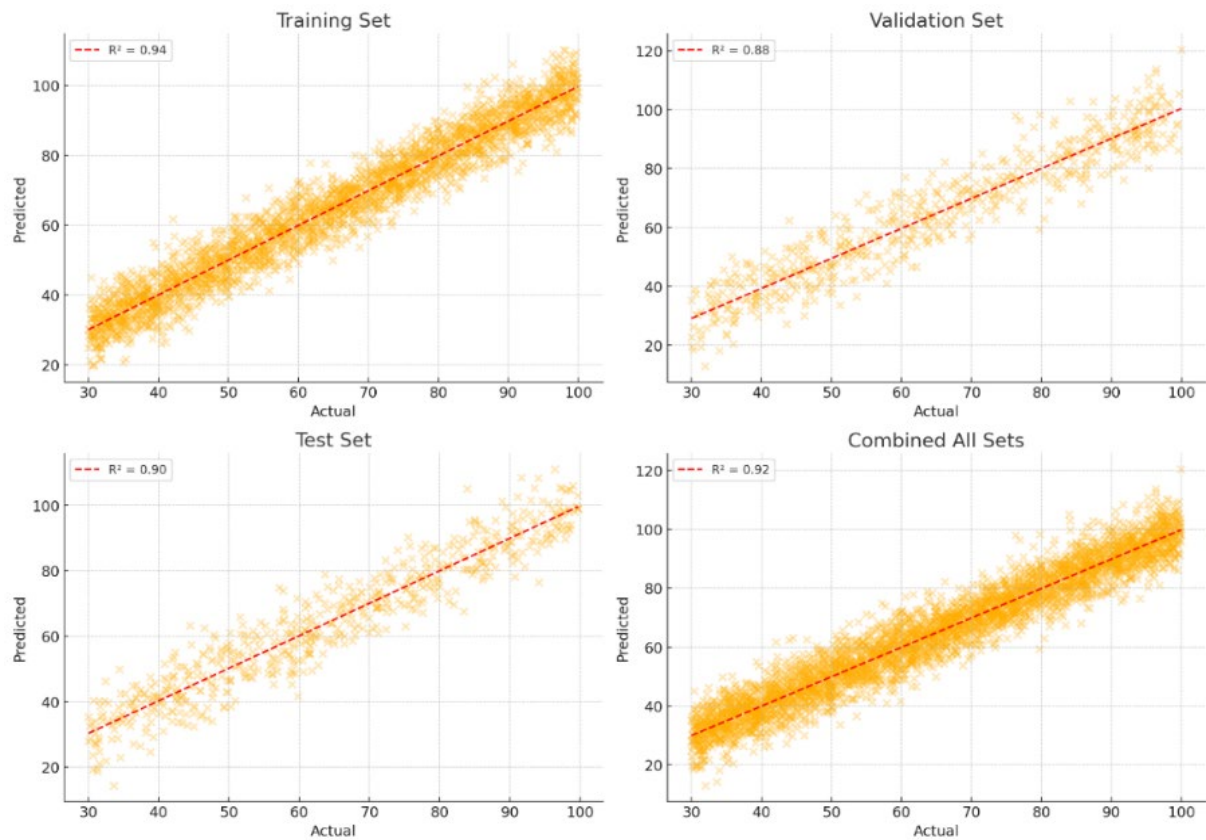 Training Set
R² = 0.94
100
80
60
40
20
Predicted
30 40 50 60 70 80 90 100
Actual
Validation Set
R² = 0.88
120
100
80
60
40
20
Predicted
30 40 50 60 70 80 90 100
Actual
Test Set
R² = 0.90
100
80
60
40
20
Predicted
30 40 50 60 70 80 90 100
Actual
Combined All Sets
R² = 0.92
120
100
80
60
40
20
Predicted
30 40 50 60 70 80 90 100
Actual